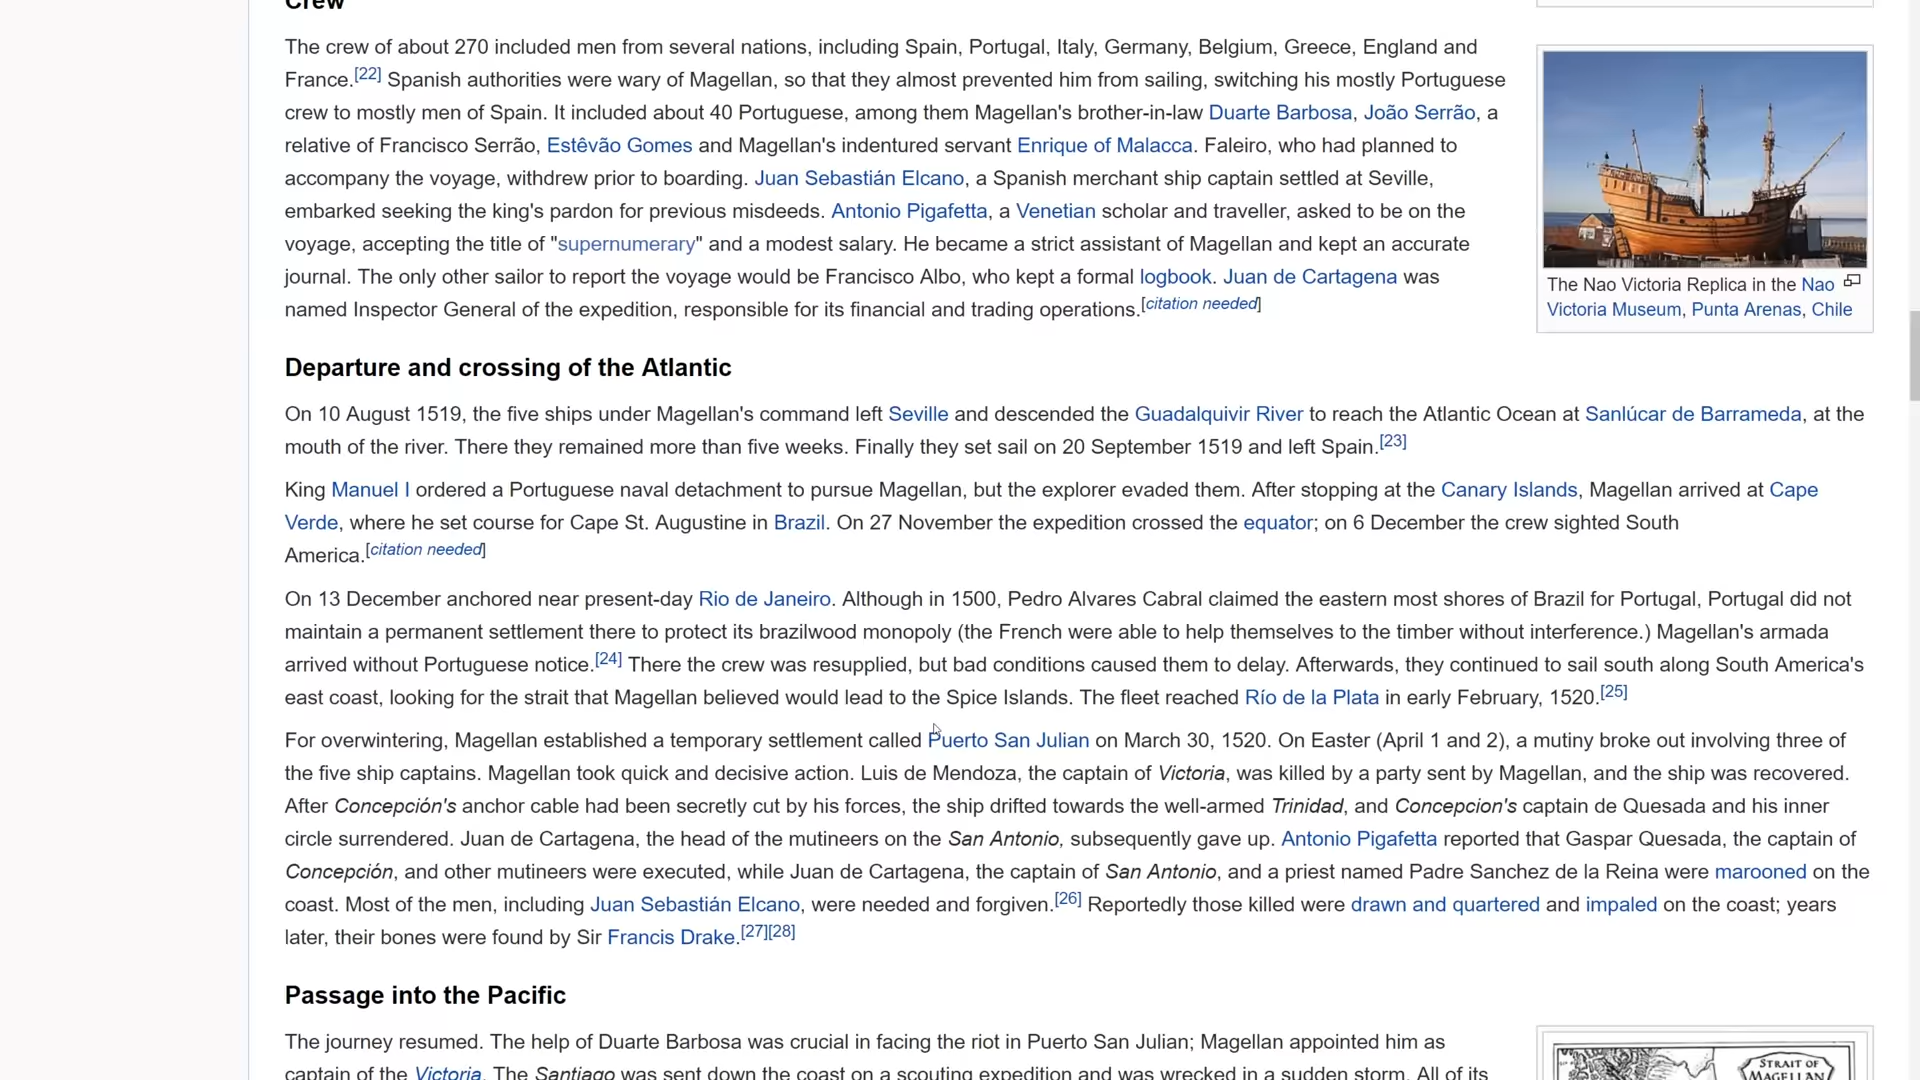 Crew
The crew of about 270 included men from several nations, including Spain, Portugal, Italy, Germany, Belgium, Greece, England and
France.[22] Spanish authorities were wary of Magellan, so that they almost prevented him from sailing, switching his mostly Portuguese
crew to mostly men of Spain. It included about 40 Portuguese, among them Magellan's brother-in-law Duarte Barbosa, João Serrão, a
relative of Francisco Serrão, Estêvão Gomes and Magellan's indentured servant Enrique of Malacca. Faleiro, who had planned to
accompany the voyage, withdrew prior to boarding. Juan Sebastián Elcano, a Spanish merchant ship captain settled at Seville,
embarked seeking the king's pardon for previous misdeeds. Antonio Pigafetta, a Venetian scholar and traveller, asked to be on the
voyage, accepting the title of "supernumerary" and a modest salary. He became a strict assistant of Magellan and kept an accurate
journal. The only other sailor to report the voyage would be Francisco Albo, who kept a formal logbook. Juan de Cartagena was
named Inspector General of the expedition, responsible for its financial and trading operations.[citation needed]
The Nao Victoria Replica in the Nao
Victoria Museum, Punta Arenas, Chile
Departure and crossing of the Atlantic
On 10 August 1519, the five ships under Magellan's command left Seville and descended the Guadalquivir River to reach the Atlantic Ocean at Sanlúcar de Barrameda, at the
mouth of the river. There they remained more than five weeks. Finally they set sail on 20 September 1519 and left Spain.[23]
King Manuel I ordered a Portuguese naval detachment to pursue Magellan, but the explorer evaded them. After stopping at the Canary Islands, Magellan arrived at Cape
Verde, where he set course for Cape St. Augustine in Brazil. On 27 November the expedition crossed the equator; on 6 December the crew sighted South
America.[citation needed]
On 13 December anchored near present-day Rio de Janeiro. Although in 1500, Pedro Alvares Cabral claimed the eastern most shores of Brazil for Portugal, Portugal did not
maintain a permanent settlement there to protect its brazilwood monopoly (the French were able to help themselves to the timber without interference.) Magellan's armada
arrived without Portuguese notice.[24] There the crew was resupplied, but bad conditions caused them to delay. Afterwards, they continued to sail south along South America's
east coast, looking for the strait that Magellan believed would lead to the Spice Islands. The fleet reached Río de la Plata in early February, 1520.[25]
For overwintering, Magellan established a temporary settlement called Puerto San Julian on March 30, 1520. On Easter (April 1 and 2), a mutiny broke out involving three of
the five ship captains. Magellan took quick and decisive action. Luis de Mendoza, the captain of Victoria, was killed by a party sent by Magellan, and the ship was recovered.
After Concepción's anchor cable had been secretly cut by his forces, the ship drifted towards the well-armed Trinidad, and Concepcion's captain de Quesada and his inner
circle surrendered. Juan de Cartagena, the head of the mutineers on the San Antonio, subsequently gave up. Antonio Pigafetta reported that Gaspar Quesada, the captain of
Concepción, and other mutineers were executed, while Juan de Cartagena, the captain of San Antonio, and a priest named Padre Sanchez de la Reina were marooned on the
coast. Most of the men, including Juan Sebastián Elcano, were needed and forgiven.[26] Reportedly those killed were drawn and quartered and impaled on the coast; years
later, their bones were found by Sir Francis Drake.[27][28]
Passage into the Pacific
The journey resumed. The help of Duarte Barbosa was crucial in facing the riot in Puerto San Julian; Magellan appointed him as
captain of the Victoria. The Santiago was sent down the coast on a scouting expedition and was wrecked in a sudden storm. All of its
STRAIT OF
MAGELLAN